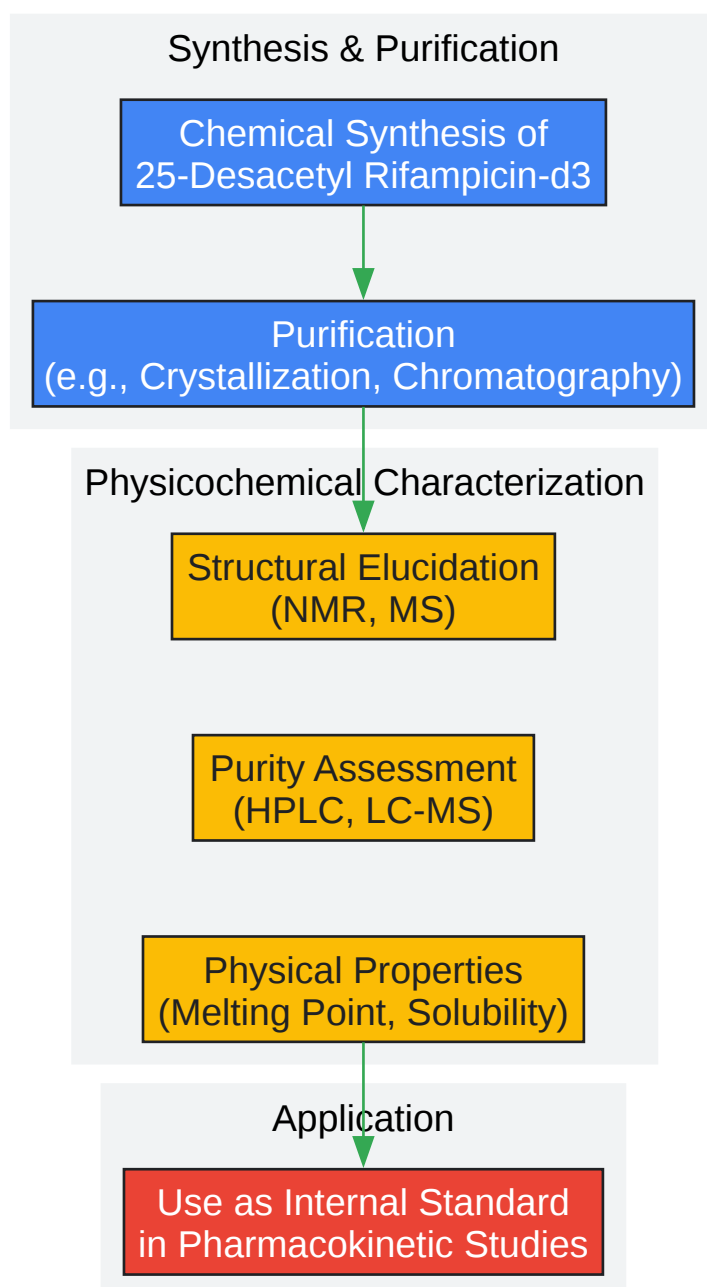 Synthesis & Purification
Chemical Synthesis of
25-Desacetyl Rifampicin-d3
Purification
(e.g., Crystallization, Chromatography)
Physicochemical Characterization
Structural Elucidation
(NMR, MS)
Purity Assessment
(HPLC, LC-MS)
Physical Properties
(Melting Point, Solubility)
Application
Use as Internal Standard
in Pharmacokinetic Studies